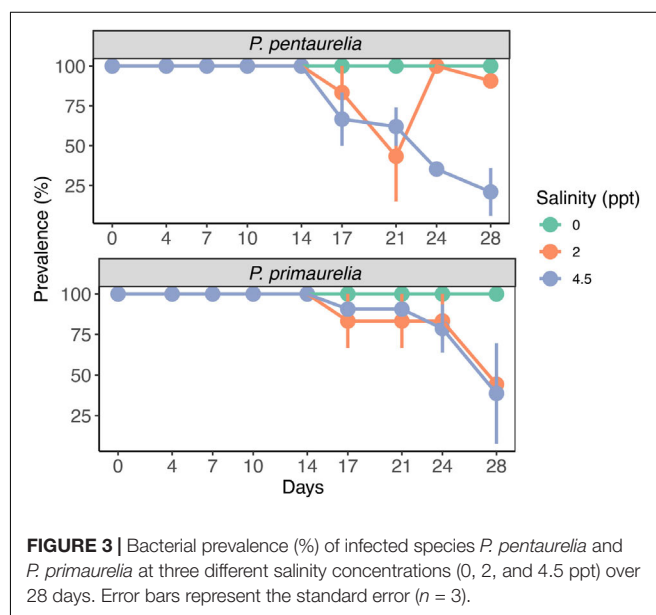 P. pentaurelia
100
75
50
25
0 4 7 10 14 17 21 24 28
Prevalence (%)
P. primaurelia
100
75
50
25
0 4 7 10 14 17 21 24 28
Days
Salinity (ppt)
0
2
4.5
FIGURE 3 | Bacterial prevalence (%) of infected species P. pentaurelia and
P. primaurelia at three different salinity concentrations (0, 2, and 4.5 ppt) over
28 days. Error bars represent the standard error (n = 3).